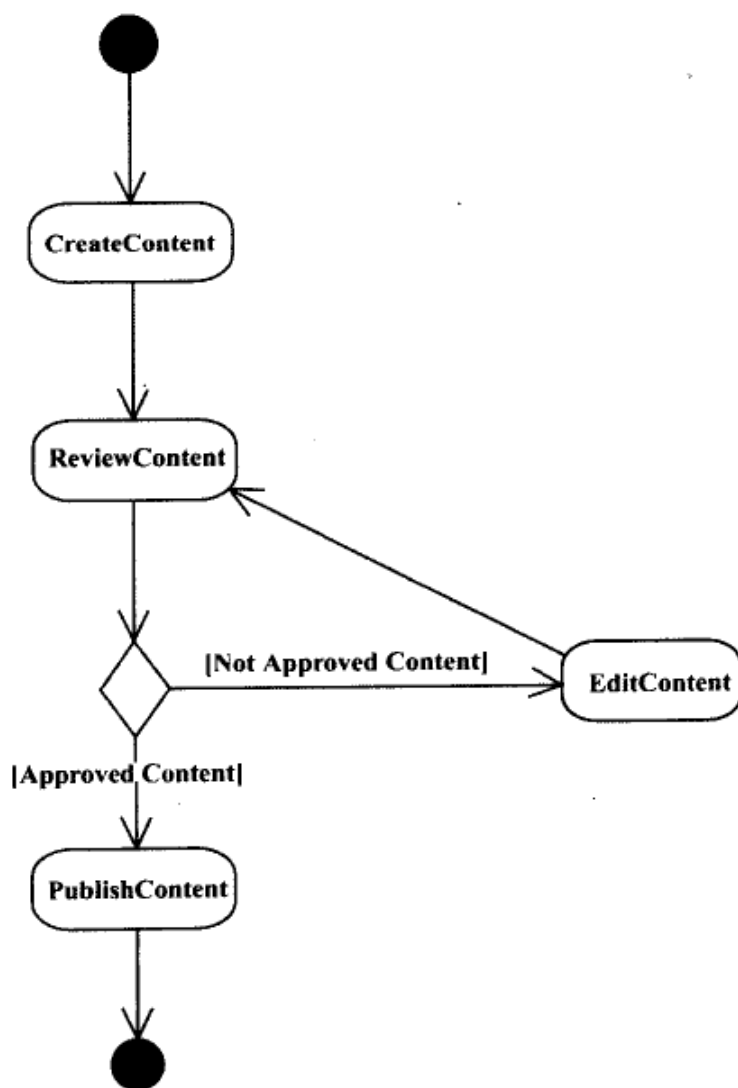 CreateContent
ReviewContent
[Not Approved Content]
EditContent
[Approved Content]
PublishContent